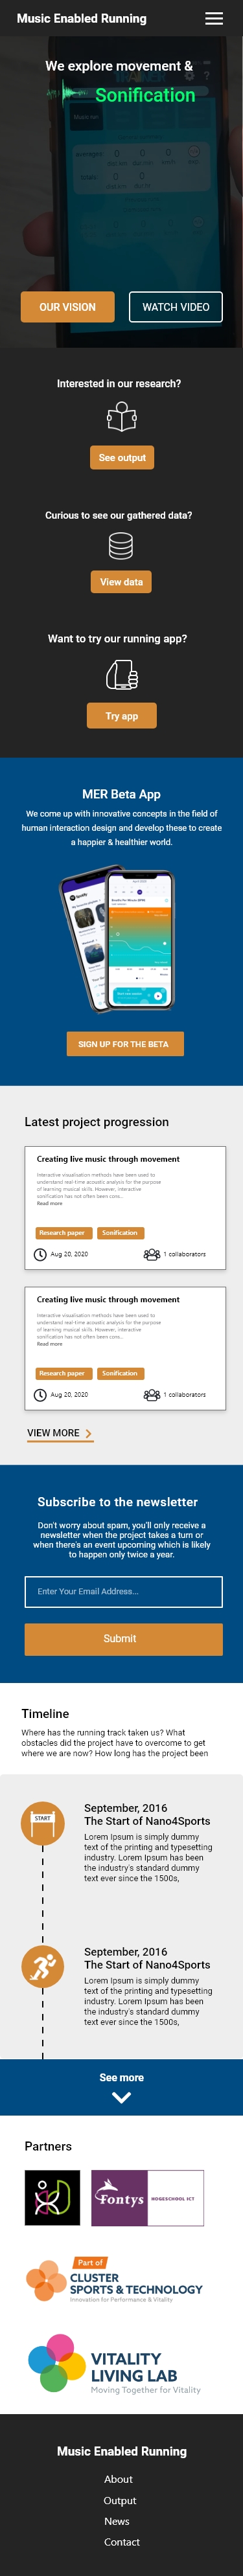 Music Enabled Running
We explore movement &
Sonification
OUR VISION
WATCH VIDEO
Interested in our research?
See output
Curious to see our gathered data?
View data
Want to try our running app?
Try app
MER Beta App
We come up with innovative concepts in the field of
human interaction design and develop these to create
a happier & healthier world.
SIGN UP FOR THE BETA
Latest project progression
Creating live music through movement
Interactive visualisation methods have been used to
understand real-time acoustic analysis for the purpose
of learning musical skills. However, interactive
sonification has not often been cons...
Read more
Research paper
Sonification
Aug 20, 2020
1 collaborators
Creating live music through movement
Interactive visualisation methods have been used to
understand real-time acoustic analysis for the purpose
of learning musical skills. However, interactive
sonification has not often been cons...
Read more
Research paper
Sonification
Aug 20, 2020
1 collaborators
VIEW MORE
Subscribe to the newsletter
Don't worry about spam, you'll only receive a
newsletter when the project takes a turn or
when there's an event upcoming which is likely
to happen only twice a year.
Enter Your Email Address...
Submit
Timeline
Where has the running track taken us? What
obstacles did the project have to overcome to get
where we are now? How long has the project been
START
September, 2016
The Start of Nano4Sports
Lorem Ipsum is simply dummy
text of the printing and typesetting
industry. Lorem Ipsum has been
the industry's standard dummy
text ever since the 1500s,
September, 2016
The Start of Nano4Sports
Lorem Ipsum is simply dummy
text of the printing and typesetting
industry. Lorem Ipsum has been
the industry's standard dummy
text ever since the 1500s,
See more
Partners
Fontys
HOGESCHOOL ICT
Part of
CLUSTER
SPORTS & TECHNOLOGY
Innovation for Performance & Vitality
VITALITY
LIVING LAB
Moving Together for Vitality
Music Enabled Running
About
Output
News
Contact